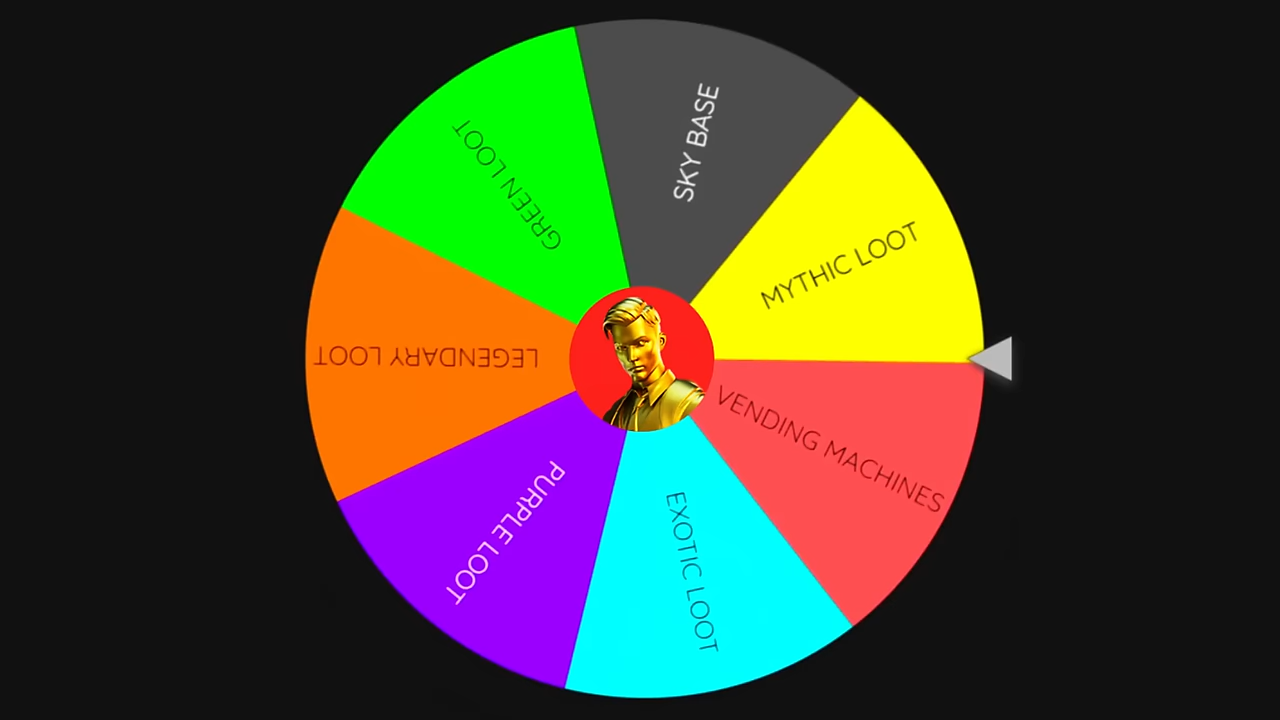 SKY BASE
MYTHIC LOOT
VENDING MACHINES
EXOTIC LOOT
PURPLE LOOT
LEGENDARY LOOT
GREEN LOOT